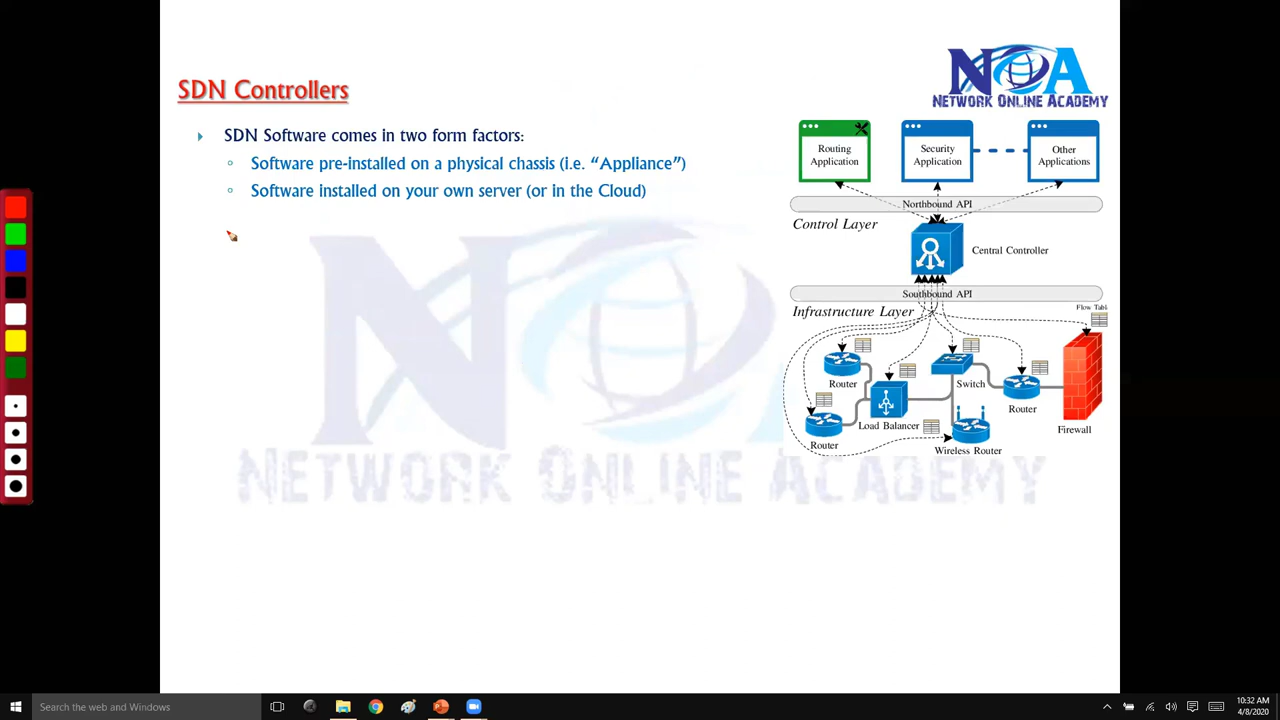 NOA
NETWORK ONLINE ACADEMY
SDN Controllers
SDN Software comes in two form factors:
Software pre-installed on a physical chassis (i.e. “Appliance”)
Software installed on your own server (or in the Cloud)
Routing
Application
Security
Application
Other
Applications
Northbound API
Control Layer
Central Controller
Southbound API
Infrastructure Layer
Flow Table
Router
Switch
Router
Load Balancer
Firewall
Router
Wireless Router
NETWORK ONLINE ACADEMY
Search the web and Windows
10:32 AM
4/8/2020